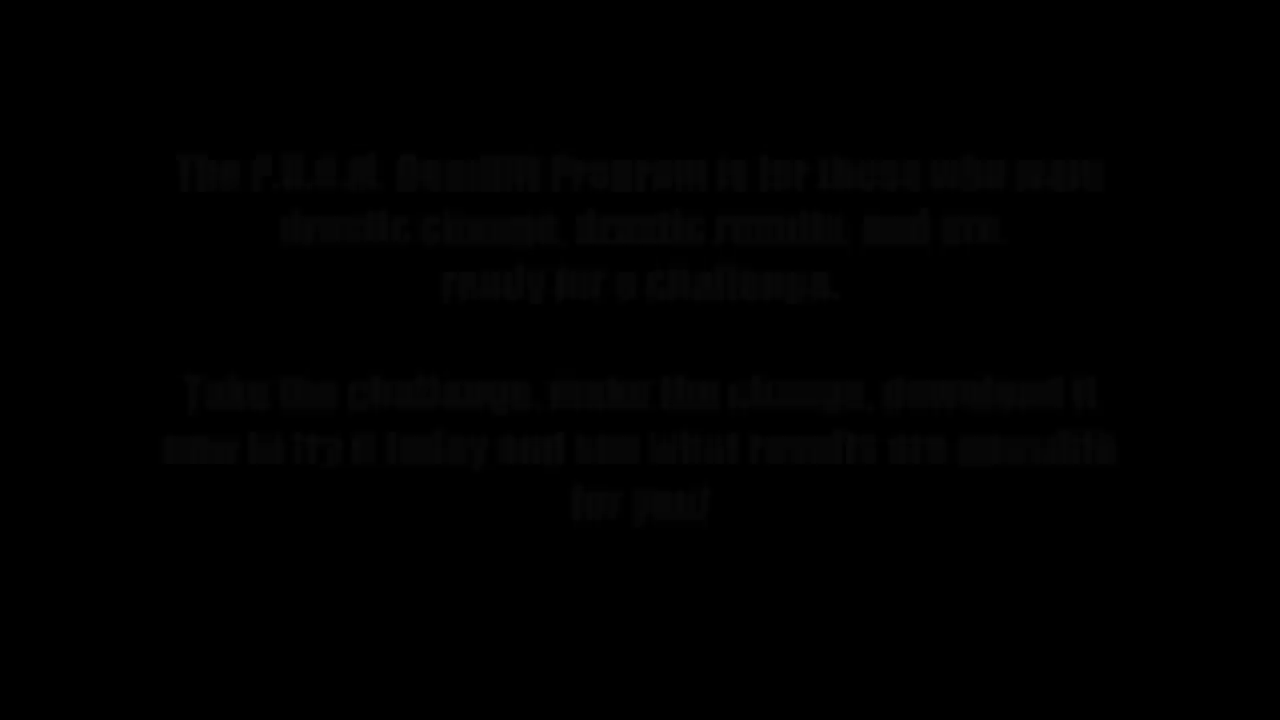 The Program is for those who want
drastic change, drastic results, and are
ready for a challenge.
Take the challenge, make the change, download it
now to try it today and see what results are possible
for you!